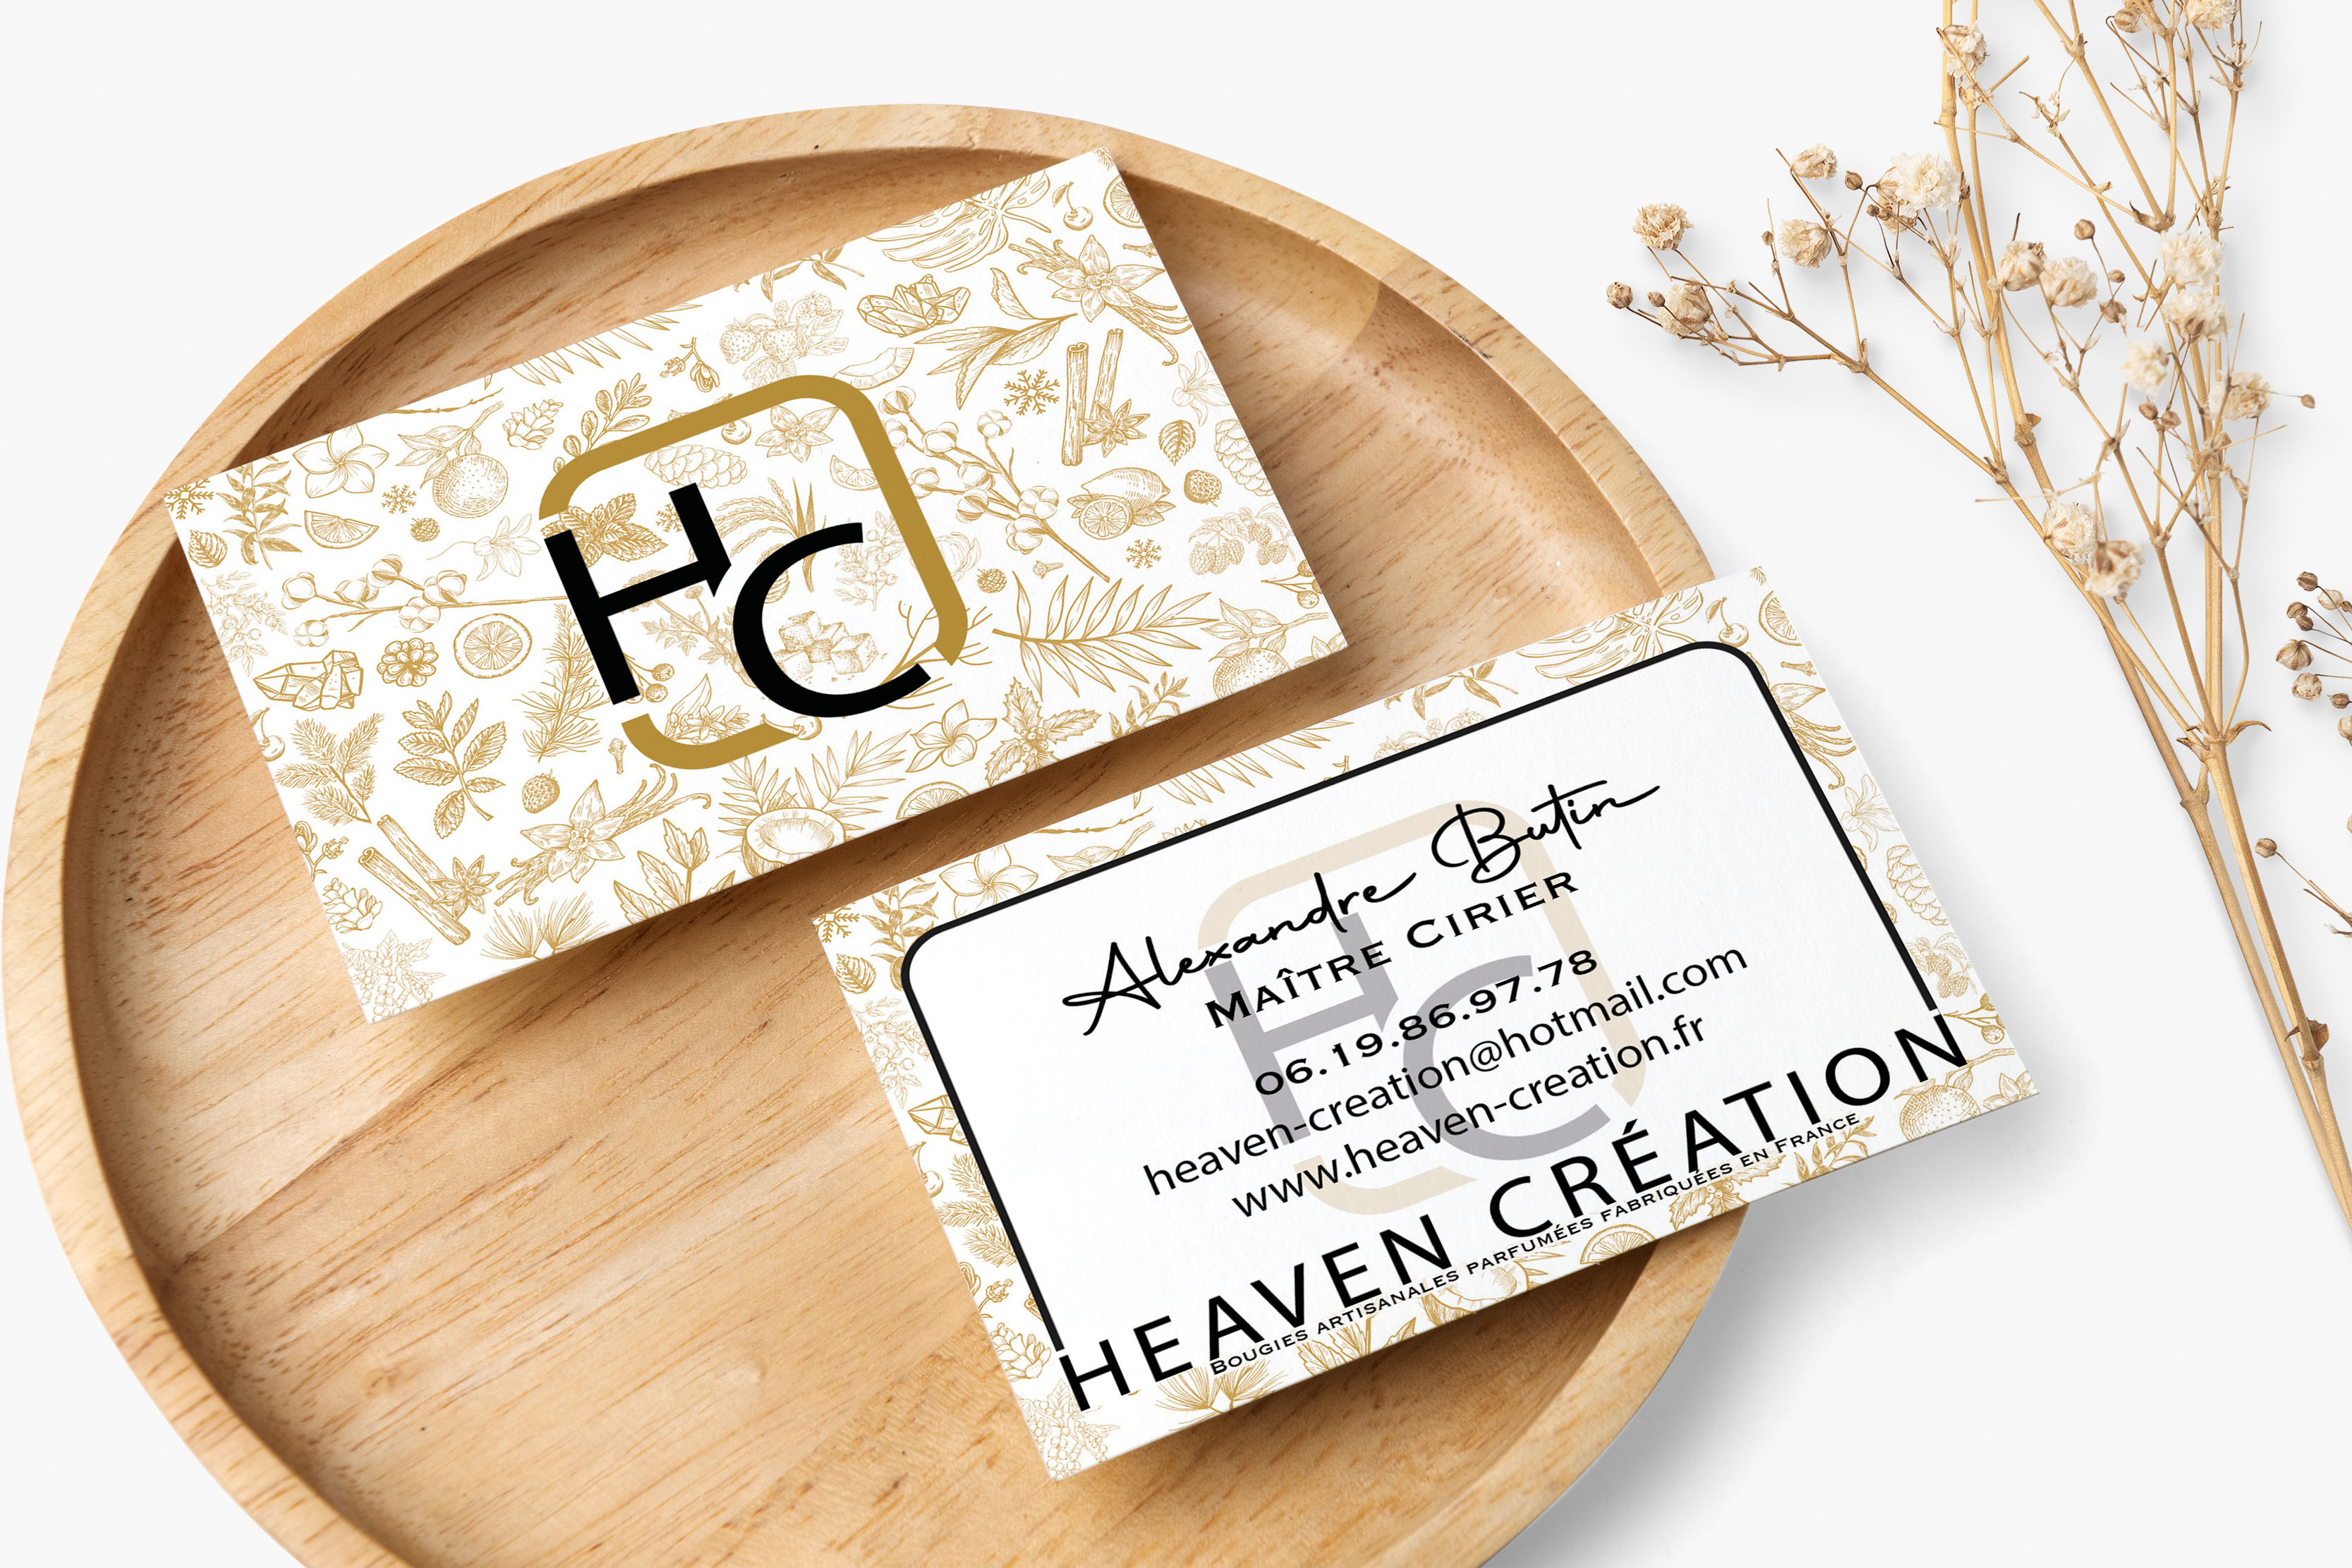 HC
Alexandre Butin
Maître Cirier
06.19.86.97.78
heaven-creation@hotmail.com
www.heaven-creation.fr
HEAVEN CRÉATION
Bougies artisanales parfumées fabriquées en France